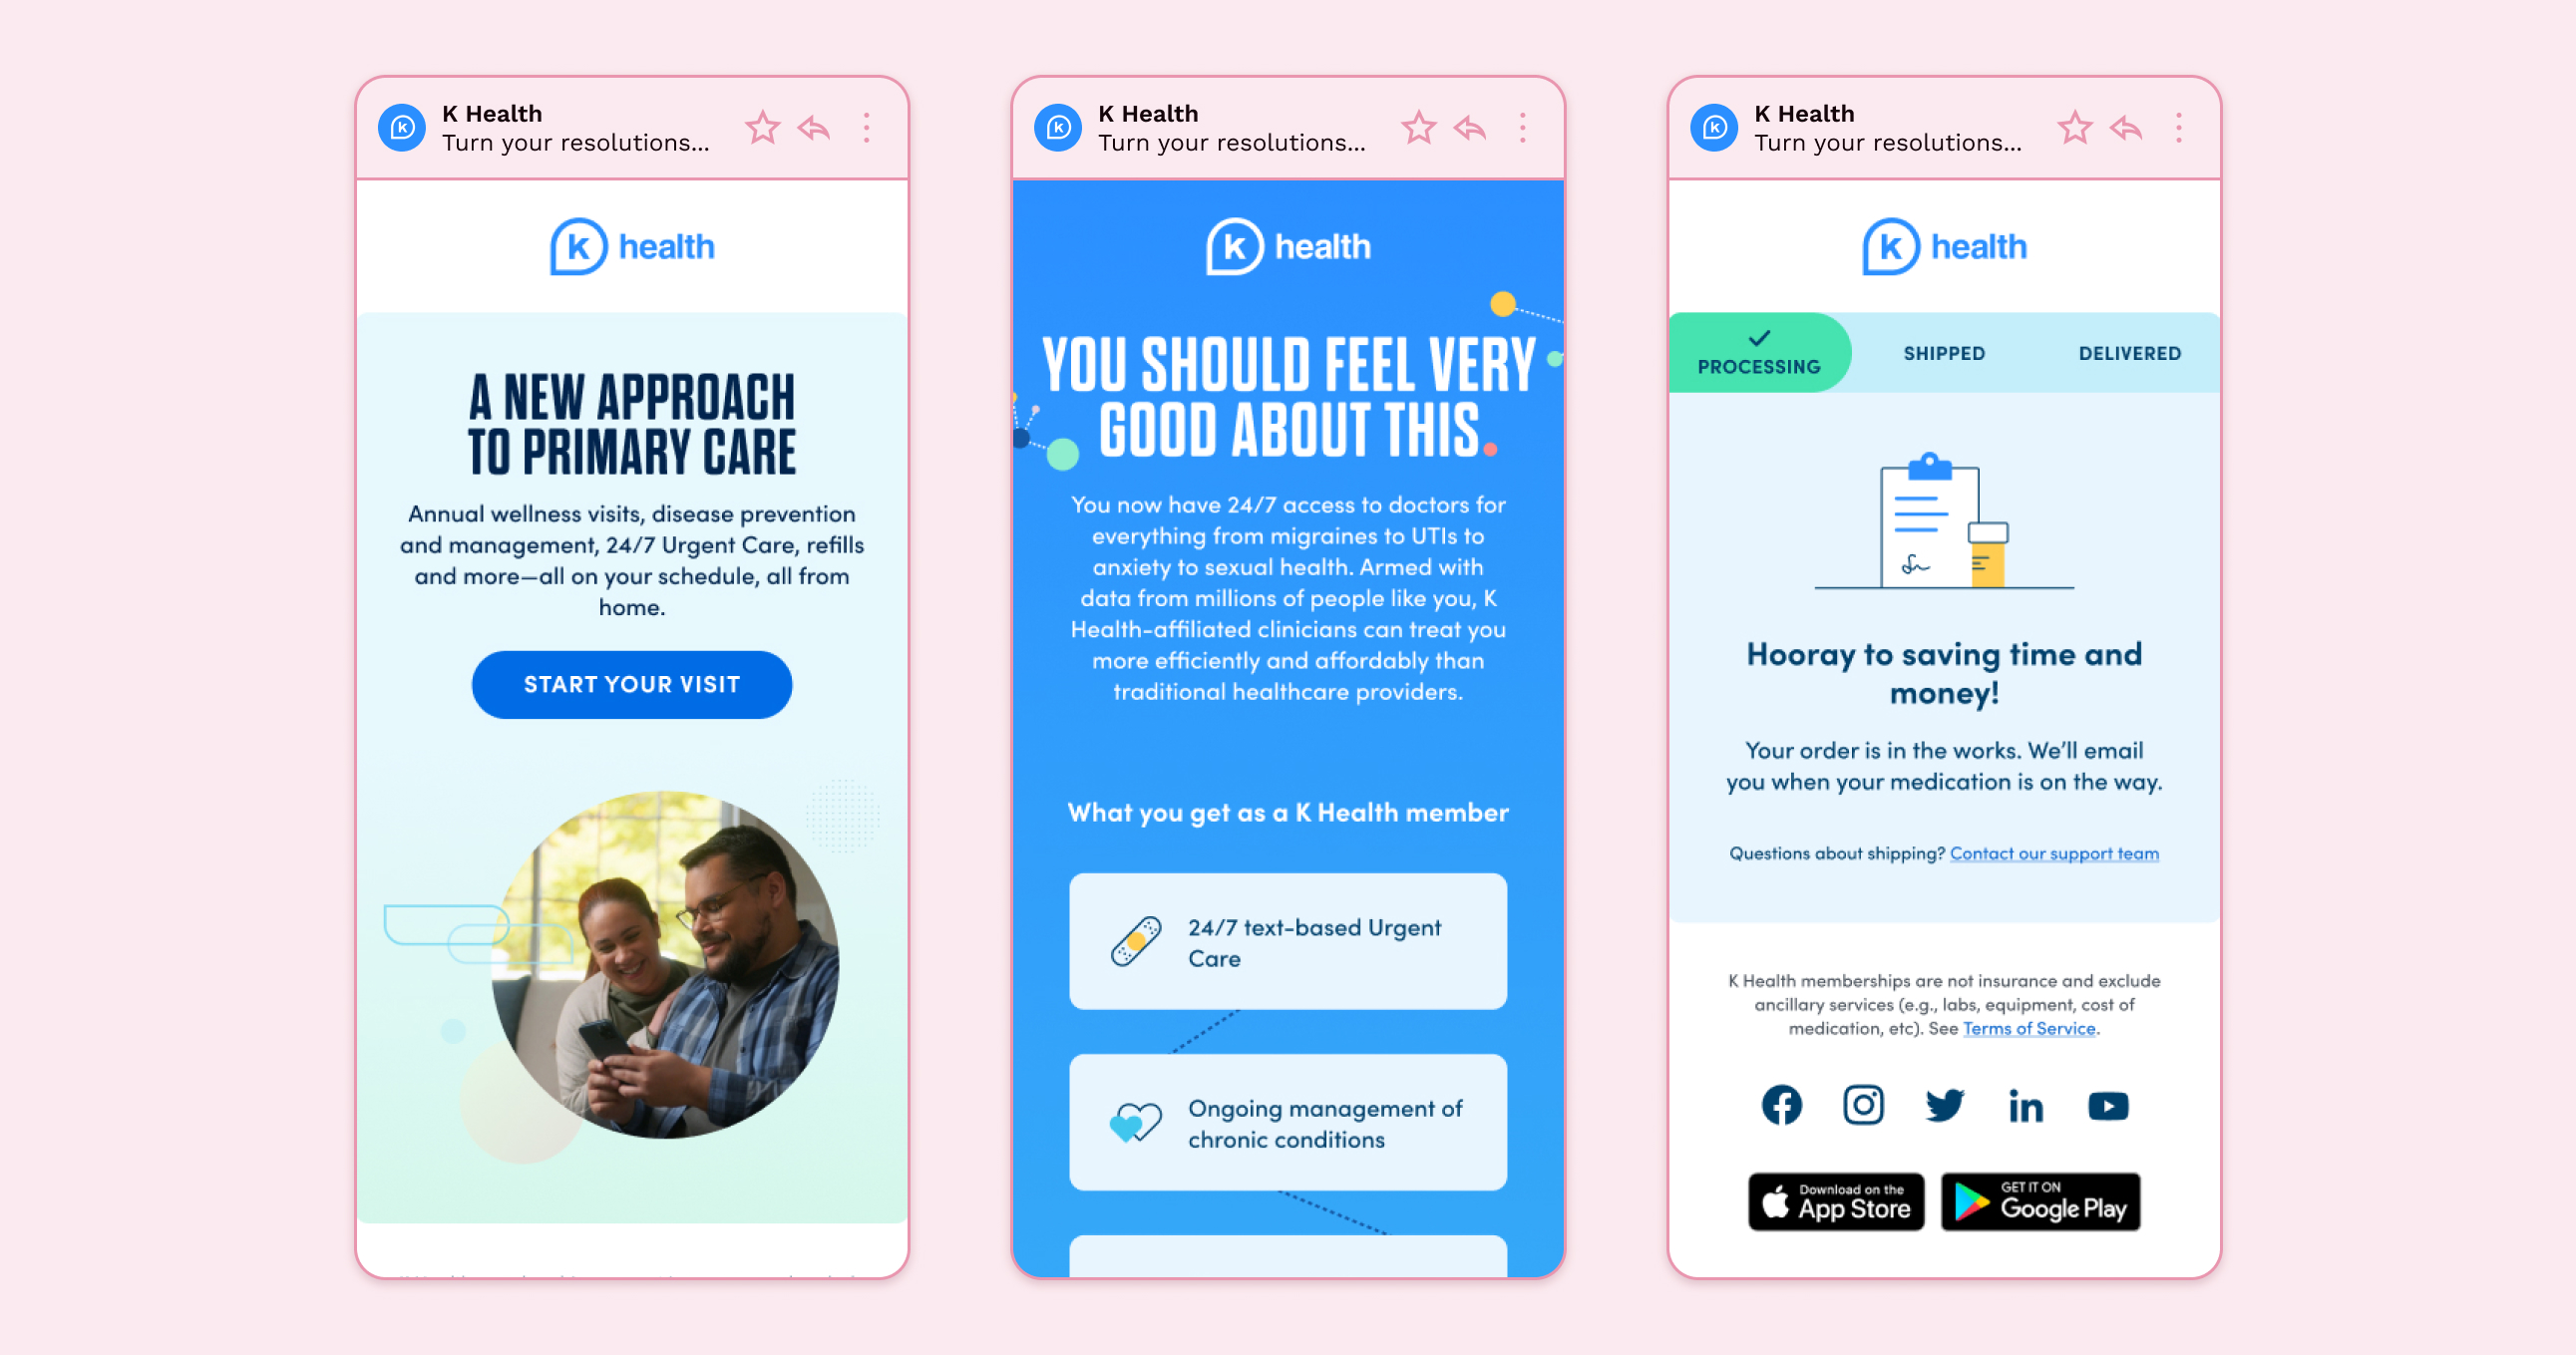 K Health
Turn your resolutions...
k health
A NEW APPROACH
TO PRIMARY CARE
Annual wellness visits, disease prevention
and management, 24/7 Urgent Care, refills
and more—all on your schedule, all from
home.
START YOUR VISIT
K Health
Turn your resolutions...
k health
YOU SHOULD FEEL VERY
GOOD ABOUT THIS.
You now have 24/7 access to doctors for
everything from migraines to UTIs to
anxiety to sexual health. Armed with
data from millions of people like you, K
Health-affiliated clinicians can treat you
more efficiently and affordably than
traditional healthcare providers.
What you get as a K Health member
24/7 text-based Urgent
Care
Ongoing management of
chronic conditions
K Health
Turn your resolutions...
k health
PROCESSING
SHIPPED
DELIVERED
Hooray to saving time and
money!
Your order is in the works. We’ll email
you when your medication is on the way.
Questions about shipping? Contact our support team
K Health memberships are not insurance and exclude
ancillary services (e.g., labs, equipment, cost of
medication, etc). See Terms of Service.
Download on the
App Store
GET IT ON
Google Play